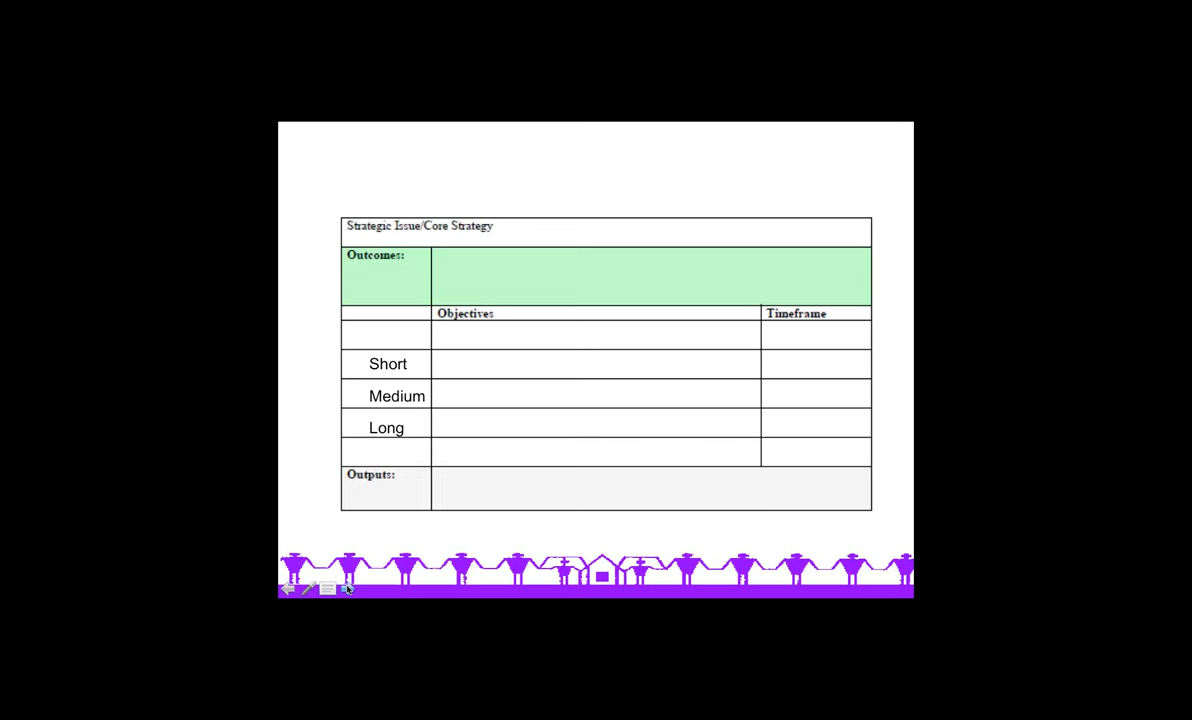 Strategic Issue/Core Strategy
Outcomes:
Objectives Timeframe
Short
Medium
Long
Outputs: